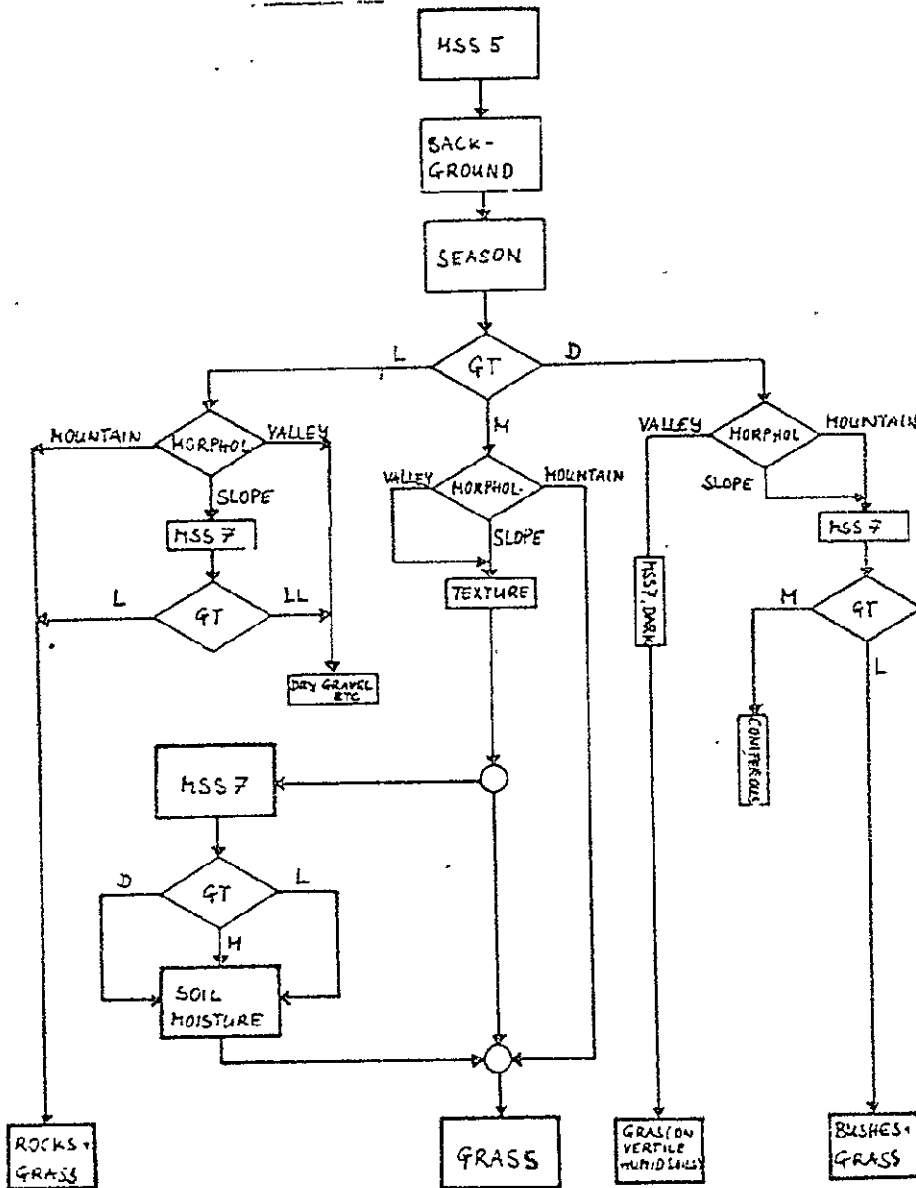 MSS 5
BACK-
GROUND
SEASON
L
GT
D
M
MOUNTAIN
MORPHOL
VALLEY
SLOPE
MSS 7
L
GT
LL
DRY GRAVEL
ETC
VALLEY
MORPHOL.
MOUNTAIN
SLOPE
TEXTURE
VALLEY
MORPHOL
MOUNTAIN
SLOPE
MSS 7
MSS 7, DARK
M
GT
L
CONIFEROUS
MSS 7
D
GT
L
M
SOIL
MOISTURE
ROCKS +
GRASS
GRASS
GRAS(ON
VERTILE
HUMID SOILS)
BUSHES +
GRASS